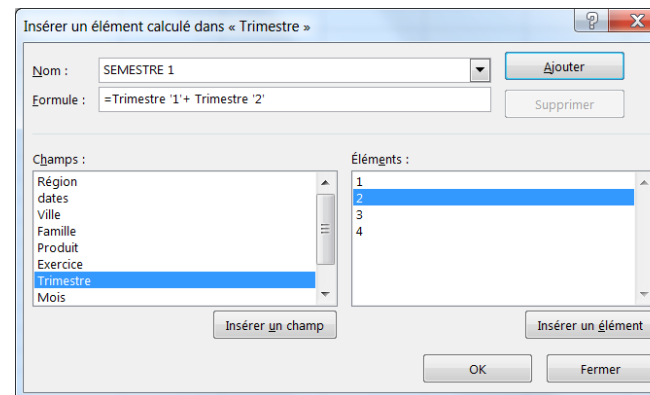 Insérer un élément calculé dans « Trimestre »
Nom : SEMESTRE 1 Ajouter
Formule : =Trimestre '1'+ Trimestre '2' Supprimer
Champs :
Région
dates
Ville
Famille
Produit
Exercice
Trimestre
Mois
Insérer un champ
Éléments :
1
2
3
4
Insérer un élément
OK Fermer